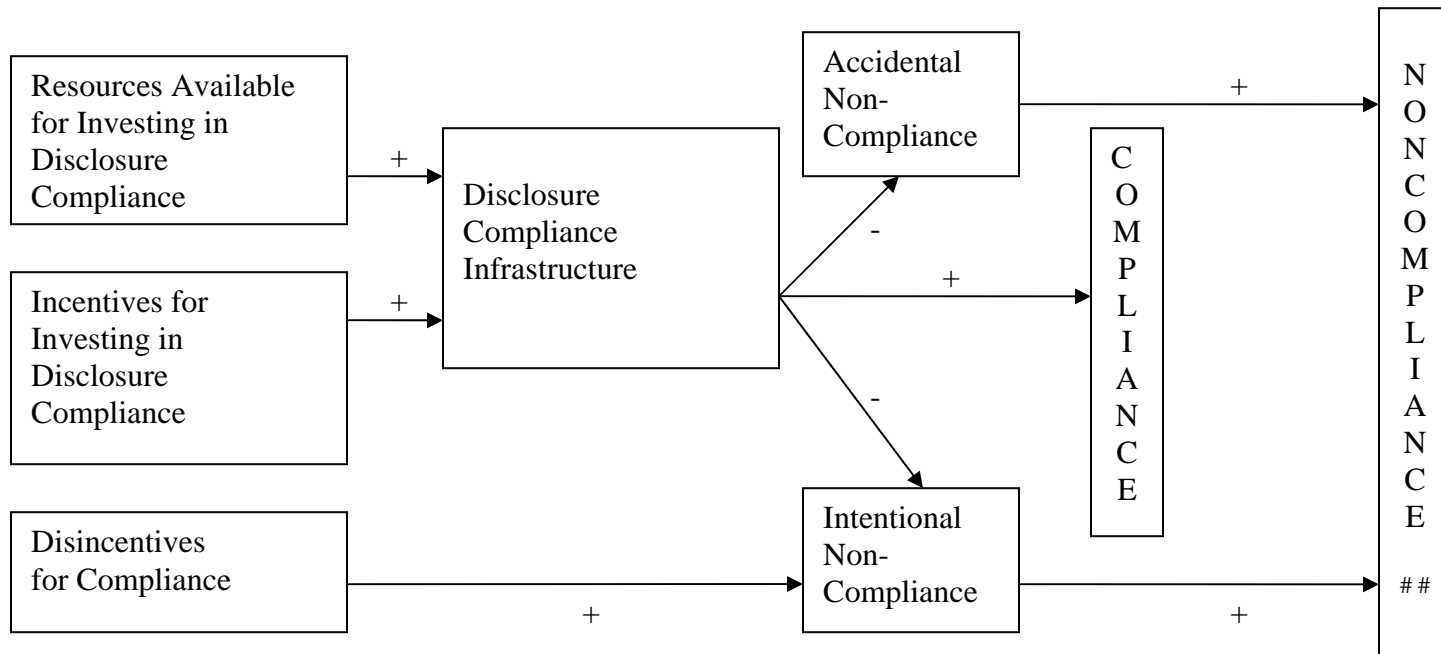 Resources Available
for Investing in
Disclosure
Compliance
+
Incentives for
Investing in
Disclosure
Compliance
+
Disincentives
for Compliance
+
Disclosure
Compliance
Infrastructure
-
+
-
Accidental
Non-
Compliance
+
C
O
M
P
L
I
A
N
C
E
Intentional
Non-
Compliance
+
N
O
N
C
O
M
P
L
I
A
N
C
E
##